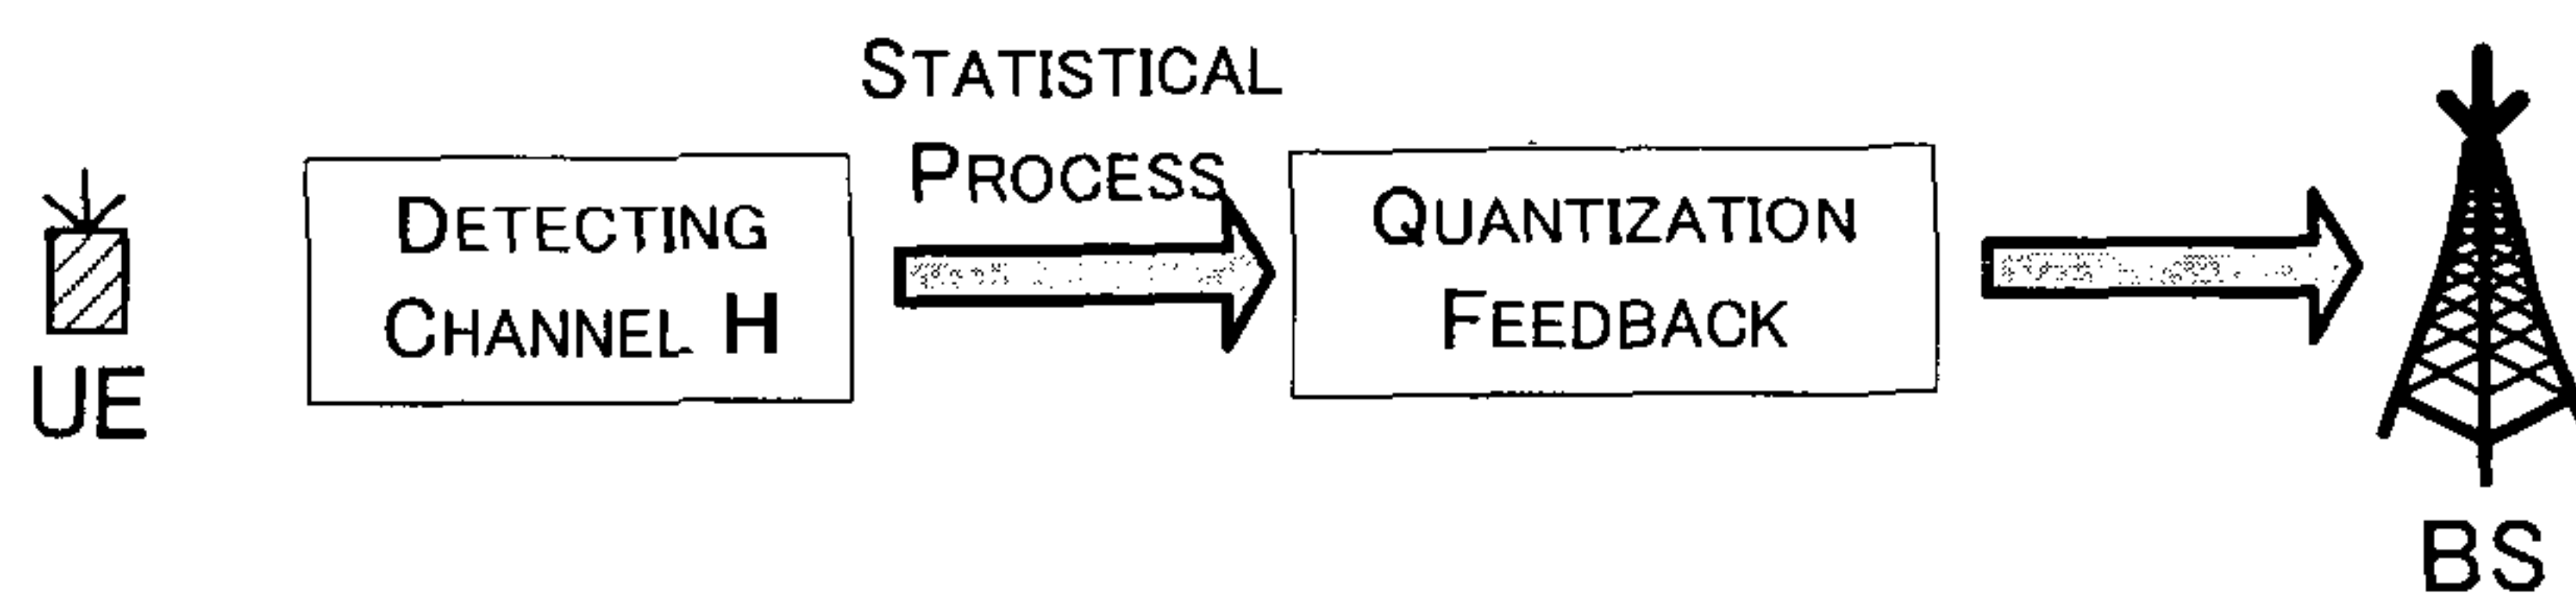 UE
DETECTING
CHANNEL H
STATISTICAL
PROCESS
QUANTIZATION
FEEDBACK
BS